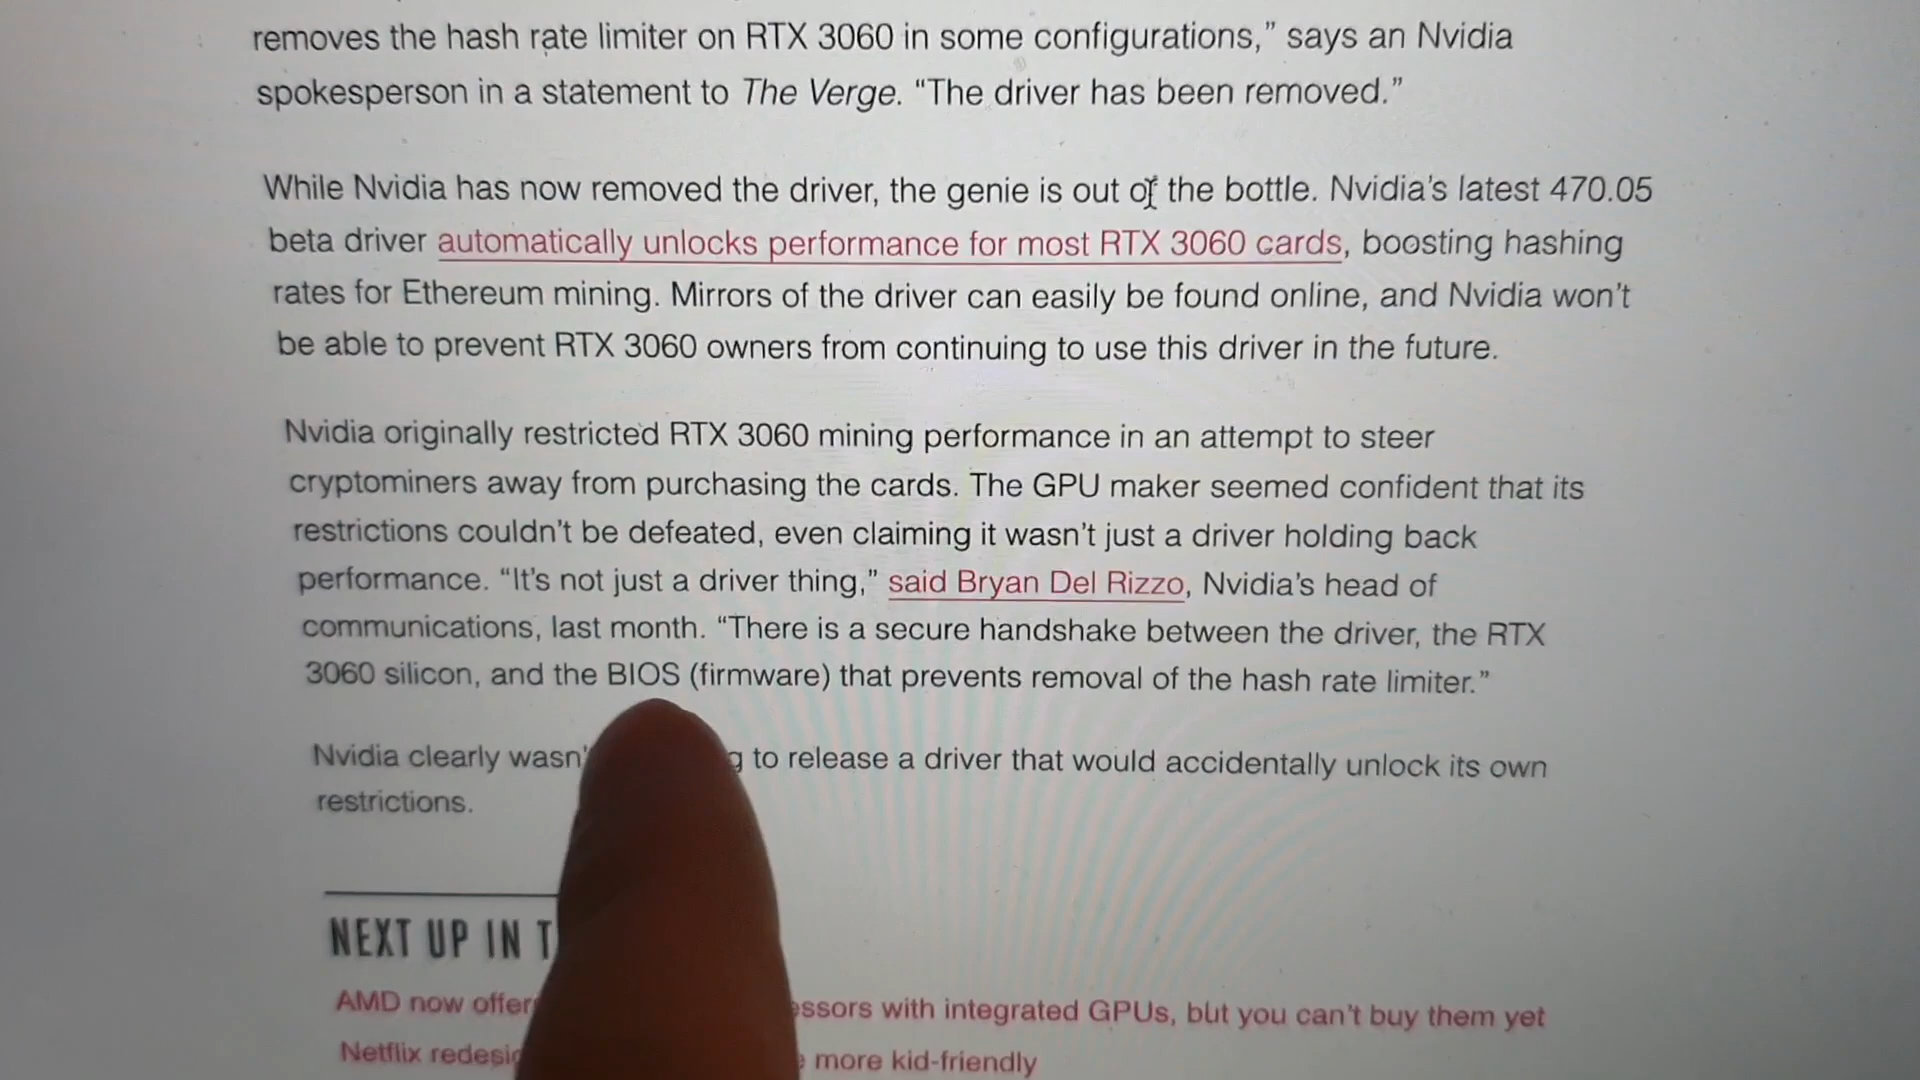 removes the hash rate limiter on RTX 3060 in some configurations,” says an Nvidia
spokesperson in a statement to The Verge. “The driver has been removed.”
While Nvidia has now removed the driver, the genie is out of the bottle. Nvidia’s latest 470.05
beta driver automatically unlocks performance for most RTX 3060 cards, boosting hashing
rates for Ethereum mining. Mirrors of the driver can easily be found online, and Nvidia won’t
be able to prevent RTX 3060 owners from continuing to use this driver in the future.
Nvidia originally restricted RTX 3060 mining performance in an attempt to steer
cryptominers away from purchasing the cards. The GPU maker seemed confident that its
restrictions couldn’t be defeated, even claiming it wasn’t just a driver holding back
performance. “It’s not just a driver thing,” said Bryan Del Rizzo, Nvidia’s head of
communications, last month. “There is a secure handshake between the driver, the RTX
3060 silicon, and the BIOS (firmware) that prevents removal of the hash rate limiter.”
Nvidia clearly to release a driver that would accidentally unlock its own
restrictions.
NEXT UP IN
AMD now with integrated GPUs, but you can’t buy them yet
Netflix more kid-friendly